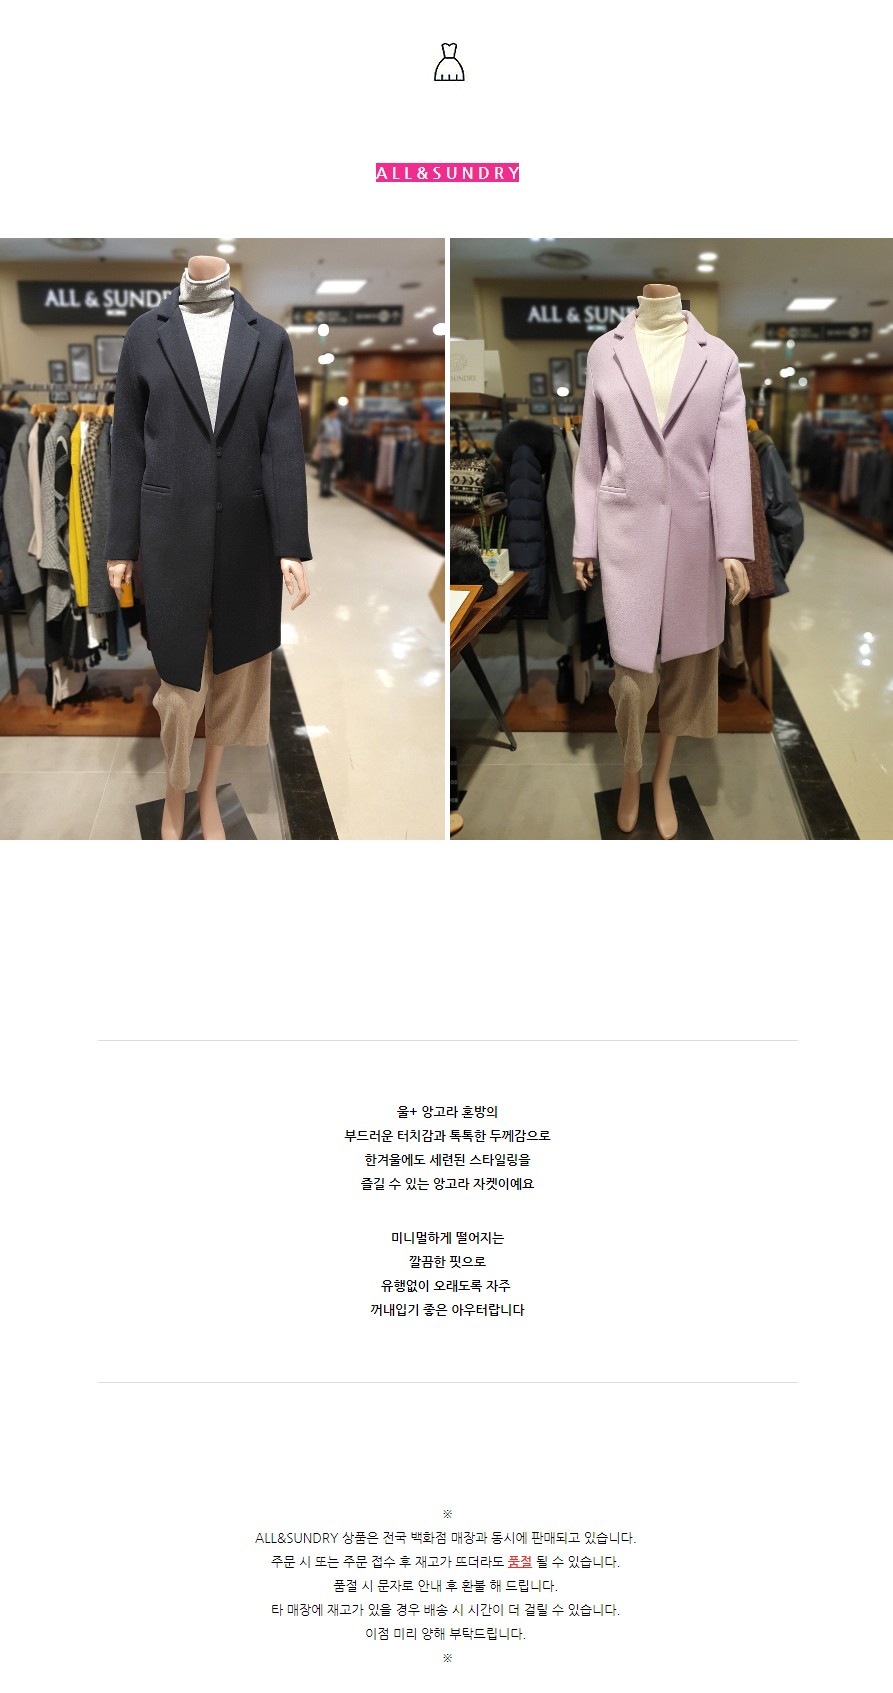 ALL&SUNDRY
ALL & SUNDR
ALL & SUN
SUNDRY
울+ 앙고라 혼방의
부드러운 터치감과 톡톡한 두께감으로
한겨울에도 세련된 스타일링을
즐길 수 있는 앙고라 자켓이예요
미니멀하게 떨어지는
깔끔한 핏으로
유행없이 오래도록 자주
꺼내입기 좋은 아우터랍니다
※
ALL&SUNDRY 상품은 전국 백화점 매장과 동시에 판매되고 있습니다.
주문 시 또는 주문 접수 후 재고가 뜨더라도 품절 될 수 있습니다.
품절 시 문자로 안내 후 환불 해 드립니다.
타 매장에 재고가 있을 경우 배송 시 시간이 더 걸릴 수 있습니다.
이점 미리 양해 부탁드립니다.
※